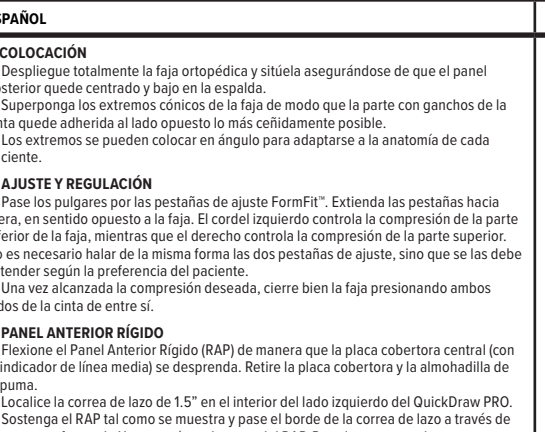 SPAÑOL
COLOCACIÓN
Despliegue totalmente la faja ortopédica y sitúela asegurándose de que el panel
osterior quede centrado y bajo en la espalda.
Superponga los extremos cónicos de la faja de modo que la parte con ganchos de la
nta quede adherida al lado opuesto lo más ceñidamente posible.
Los extremos se pueden colocar en ángulo para adaptarse a la anatomía de cada
ciente.
AJUSTE Y REGULACIÓN
Pase los pulgares por las pestañas de ajuste FormFit™. Extienda las pestañas hacia
era, en sentido opuesto a la faja. El cordel izquierdo controla la compresión de la parte
ferior de la faja, mientras que el derecho controla la compresión de la parte superior.
o es necesario halar de la misma forma las dos pestañas de ajuste, sino que se las debe
tender según la preferencia del paciente.
Una vez alcanzada la compresión deseada, cierre bien la faja presionando ambos
dos de la cinta de entre sí.
PANEL ANTERIOR RÍGIDO
Flexione el Panel Anterior Rígido (RAP) de manera que la placa cobertora central (con
indicador de línea media) se desprenda. Retire la placa cobertora y la almohadilla de
puma.
Localice la correa de lazo de 1.5” en el interior del lado izquierdo del QuickDraw PRO.
Sostenga el RAP tal como se muestra y pase el borde de la correa de lazo a través de